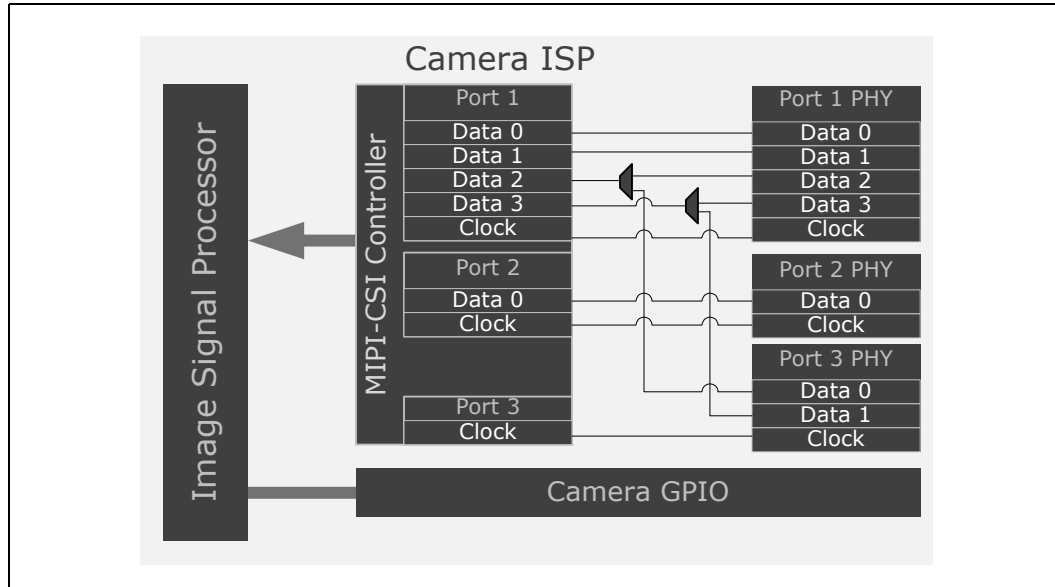 Camera ISP
Image Signal Processor
MIPI-CSI Controller
Port 1
Data 0
Data 1
Data 2
Data 3
Clock
Port 2
Data 0
Clock
Port 3
Clock
Port 1 PHY
Data 0
Data 1
Data 2
Data 3
Clock
Port 2 PHY
Data 0
Clock
Port 3 PHY
Data 0
Data 1
Clock
Camera GPIO